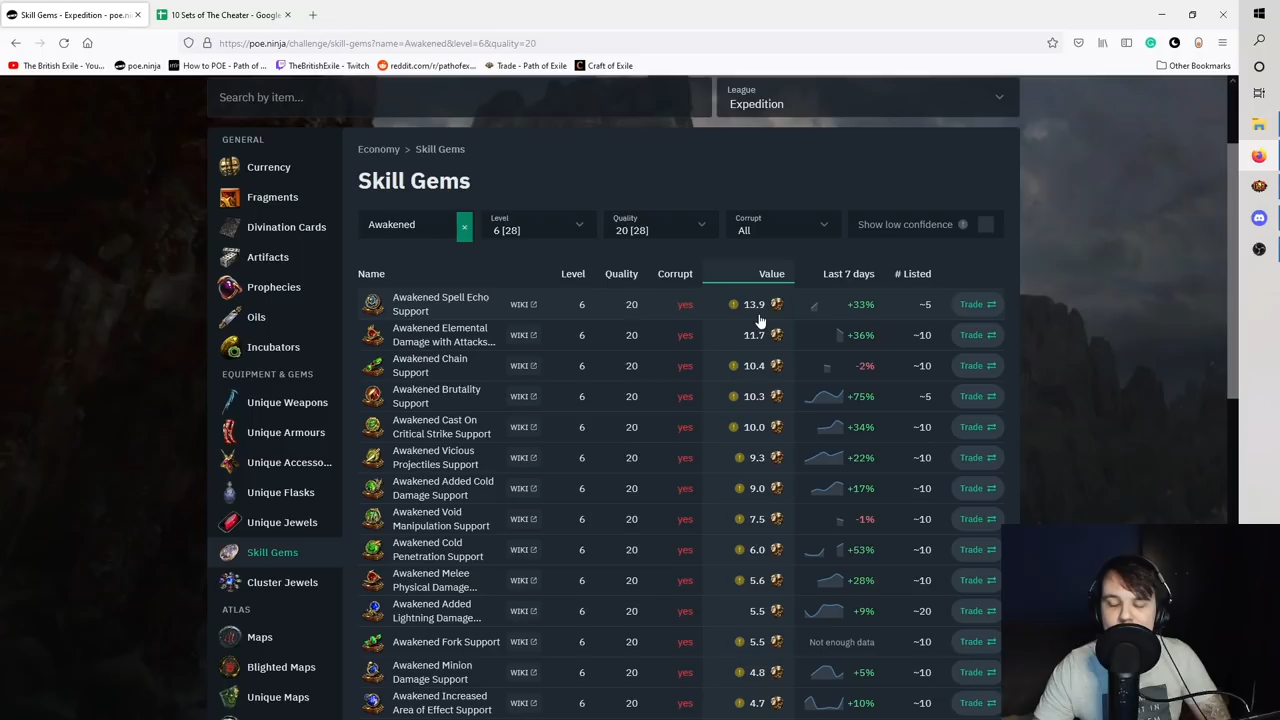 Skill Gems - Expedition - poe.ninja
10 Sets of The Cheater - Google
https://poe.ninja/challenge/skill-gems?name=Awakened&level=6&quality=20
The British Exile - You...
poe.ninja
How to POE - Path of ...
TheBritishExile - Twitch
reddit.com/r/pathofex...
Trade - Path of Exile
Craft of Exile
Other Bookmarks
Search by item...
League
Expedition
GENERAL
Currency
Fragments
Divination Cards
Artifacts
Prophecies
Oils
Incubators
EQUIPMENT & GEMS
Unique Weapons
Unique Armours
Unique Accesso...
Unique Flasks
Unique Jewels
Skill Gems
Cluster Jewels
ATLAS
Maps
Blighted Maps
Unique Maps
Economy > Skill Gems
Skill Gems
Awakened
×
Level
6 [28]
Quality
20 [28]
Corrupt
All
Show low confidence
Name Level Quality Corrupt Value Last 7 days # Listed
Awakened Spell Echo
Support
WIKI 6 20 yes 13.9 +33% ~5 Trade
Awakened Elemental
Damage with Attacks...
WIKI 6 20 yes 11.7 +36% ~10 Trade
Awakened Chain
Support
WIKI 6 20 yes 10.4 -2% ~10 Trade
Awakened Brutality
Support
WIKI 6 20 yes 10.3 +75% ~5 Trade
Awakened Cast On
Critical Strike Support
WIKI 6 20 yes 10.0 +34% ~10 Trade
Awakened Vicious
Projectiles Support
WIKI 6 20 yes 9.3 +22% ~10 Trade
Awakened Added Cold
Damage Support
WIKI 6 20 yes 9.0 +17% ~10 Trade
Awakened Void
Manipulation Support
WIKI 6 20 yes 7.5 -1% ~10 Trade
Awakened Cold
Penetration Support
WIKI 6 20 yes 6.0 +53% ~10 Trade
Awakened Melee
Physical Damage...
WIKI 6 20 yes 5.6 +28% ~10 Trade
Awakened Added
Lightning Damage...
WIKI 6 20 yes 5.5 +9% ~20 Trade
Awakened Fork Support
WIKI 6 20 yes 5.5 Not enough data ~10 Trade
Awakened Minion
Damage Support
WIKI 6 20 yes 4.8 +5% ~10 Trade
Awakened Increased
Area of Effect Support
WIKI 6 20 yes 4.7 +10% ~10 Trade